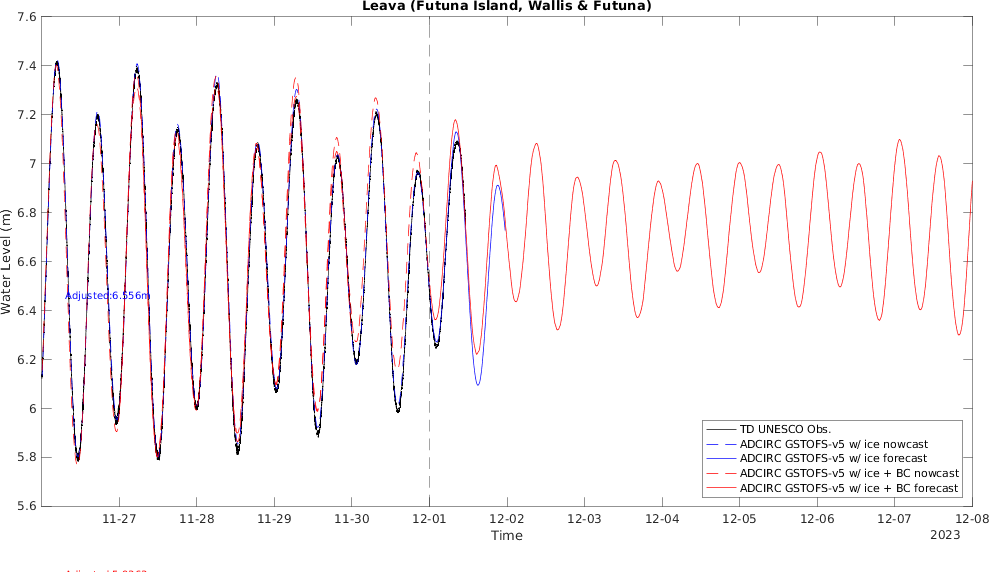 Leava (Futuna Island, Wallis & Futuna)
7.6
7.4
7.2
7
6.8
6.6
6.4
6.2
6
5.8
5.6
Water Level (m)
Adjusted:6.556m
TD UNESCO Obs.
ADCIRC GSTOFS-v5 w/ ice nowcast
ADCIRC GSTOFS-v5 w/ ice forecast
ADCIRC GSTOFS-v5 w/ ice + BC nowcast
ADCIRC GSTOFS-v5 w/ ice + BC forecast
11-27
11-28
11-29
11-30
12-01
12-02
12-03
12-04
12-05
12-06
12-07
12-08
Time
2023